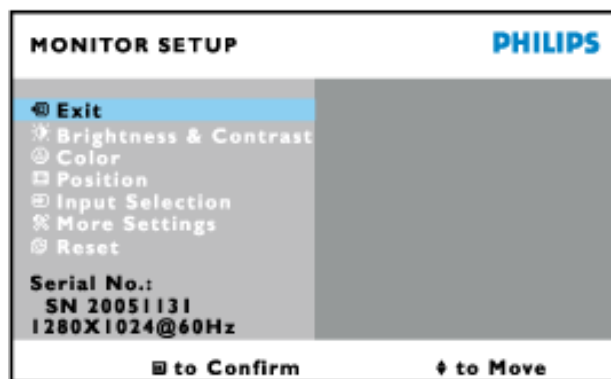 MONITOR SETUP PHILIPS
Exit
Brightness & Contrast
Color
Position
Input Selection
More Settings
Reset
Serial No.:
SN 20051131
1280X1024@60Hz
to Confirm to Move